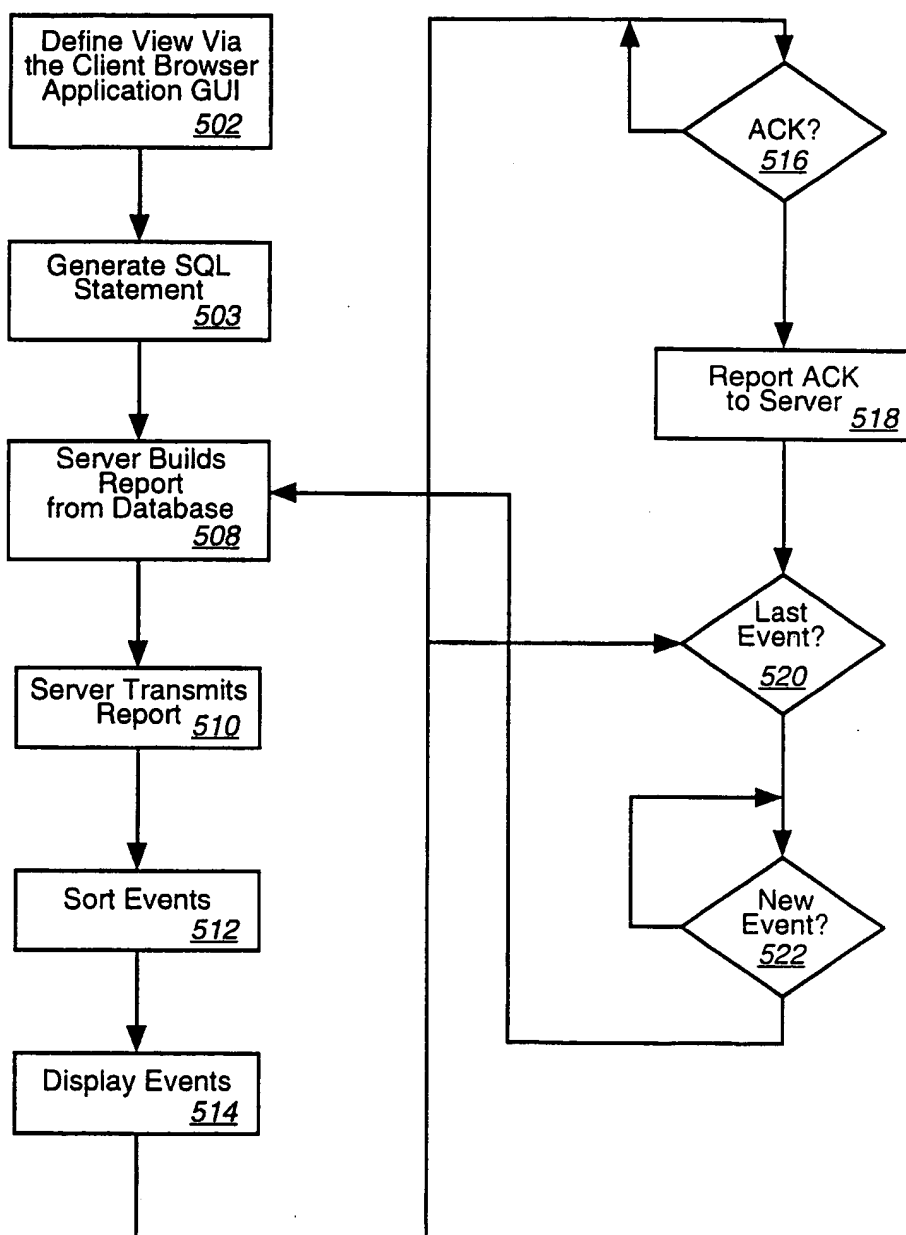 Define View Via
the Client Browser
Application GUI
502
Generate SQL
Statement
503
Server Builds
Report
from Database
508
Server Transmits
Report
510
Sort Events
512
Display Events
514
ACK?
516
Report ACK
to Server
518
Last
Event?
520
New
Event?
522